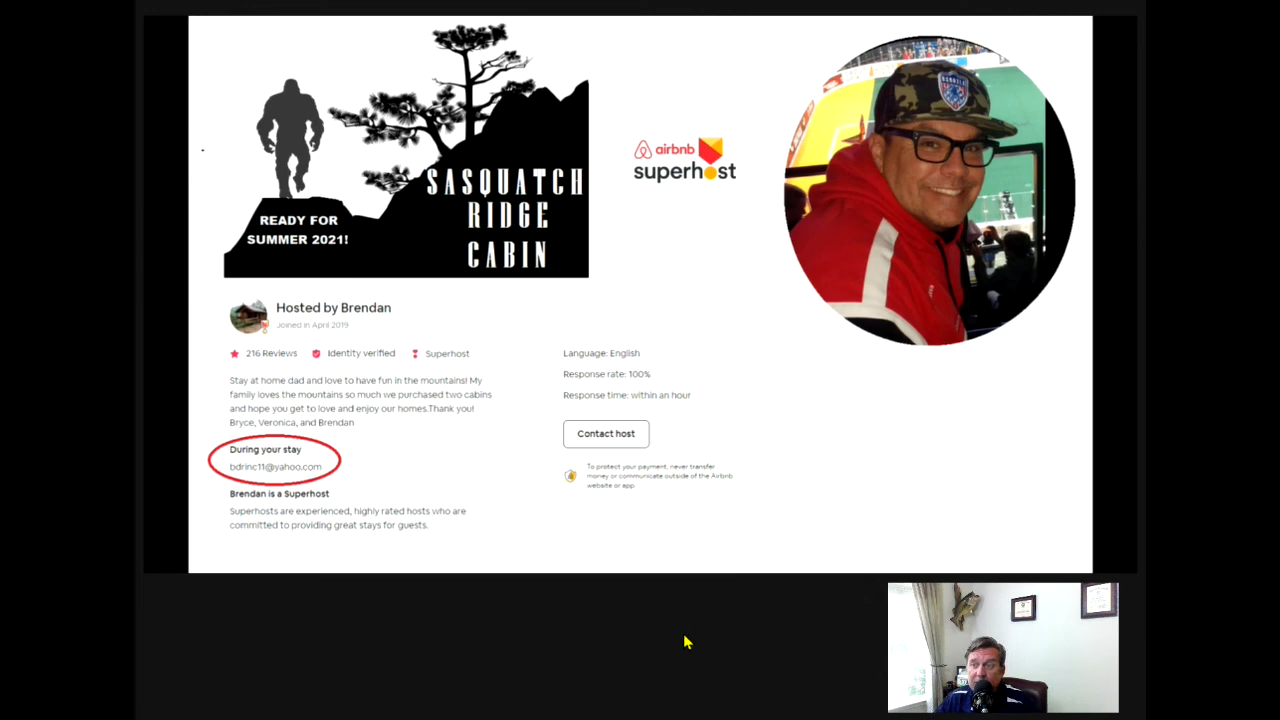 READY FOR
SUMMER 2021!
SASQUATCH
RIDGE
CABIN
airbnb
superhost
Hosted by Brendan
Joined in April 2019
216 Reviews
Identity verified
Superhost
Stay at home dad and love to have fun in the mountains! My
family loves the mountains so much we purchased two cabins
and hope you get to love and enjoy our homes.Thank you!
Bryce, Veronica, and Brendan
During your stay
bdrinc11@yahoo.com
Brendan is a Superhost
Superhosts are experienced, highly rated hosts who are
committed to providing great stays for guests.
Language: English
Response rate: 100%
Response time: within an hour
Contact host
To protect your payment, never transfer
money or communicate outside of the Airbnb
website or app.